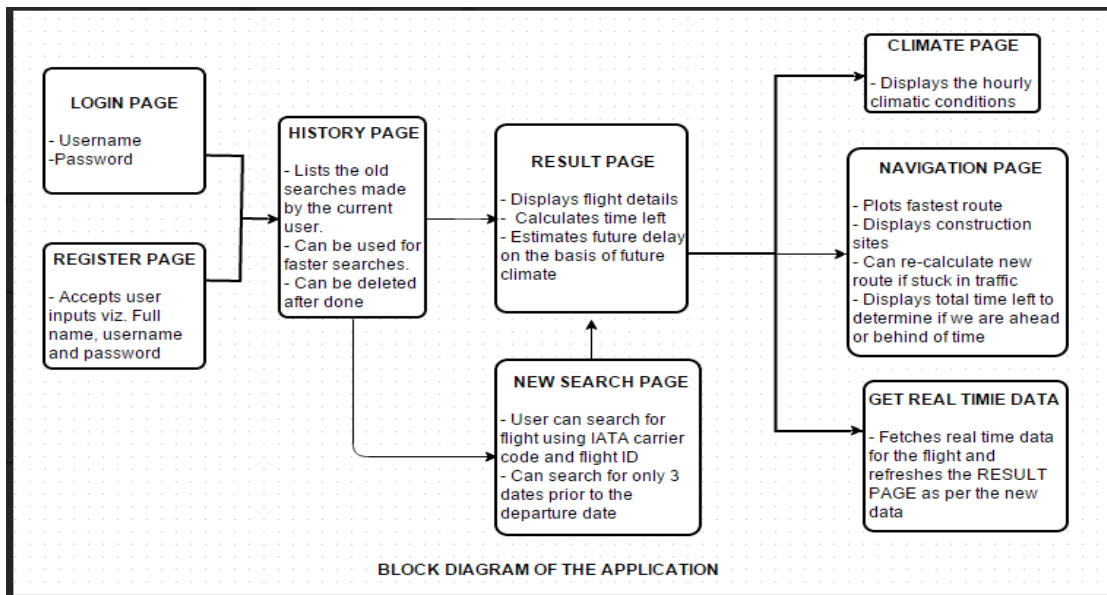 LOGIN PAGE
- Username
-Password
REGISTER PAGE
- Accepts user
inputs viz. Full
name, username
and password
HISTORY PAGE
- Lists the old
searches made
by the current
user.
- Can be used for
faster searches.
- Can be deleted
after done
RESULT PAGE
- Displays flight details
- Calculates time left
- Estimates future delay
on the basis of future
climate
NEW SEARCH PAGE
- User can search for
flight using IATA carrier
code and flight ID
- Can search for only 3
dates prior to the
departure date
CLIMATE PAGE
- Displays the hourly
climatic conditions
NAVIGATION PAGE
- Plots fastest route
- Displays construction
sites
- Can re-calculate new
route if stuck in traffic
- Displays total time left to
determine if we are ahead
or behind of time
GET REAL TIMIE DATA
- Fetches real time data
for the flight and
refreshes the RESULT
PAGE as per the new
data
BLOCK DIAGRAM OF THE APPLICATION